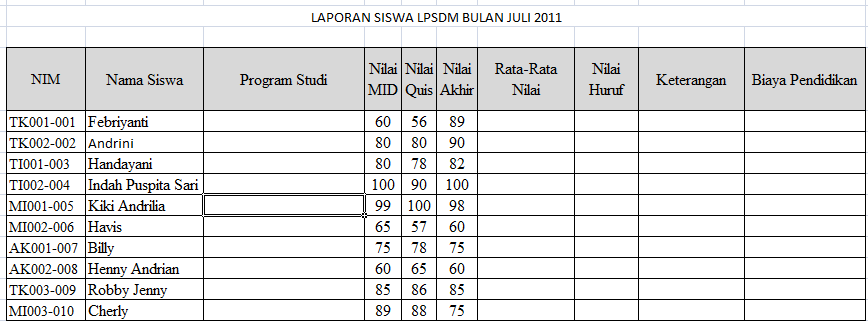 LAPORAN SISWA LPSDM BULAN JULI 2011
NIM Nama Siswa Program Studi Nilai MID Nilai Quis Nilai Akhir Rata-Rata Nilai Nilai Huruf Keterangan Biaya Pendidikan
TK001-001 Febriyanti 60 56 89
TK002-002 Andrini 80 80 90
TI001-003 Handayani 80 78 82
TI002-004 Indah Puspita Sari 100 90 100
MI001-005 Kiki Andrilia 99 100 98
MI002-006 Havis 65 57 60
AK001-007 Billy 75 78 75
AK002-008 Henny Andrian 60 65 60
TK003-009 Robby Jenny 85 86 85
MI003-010 Cherly 89 88 75